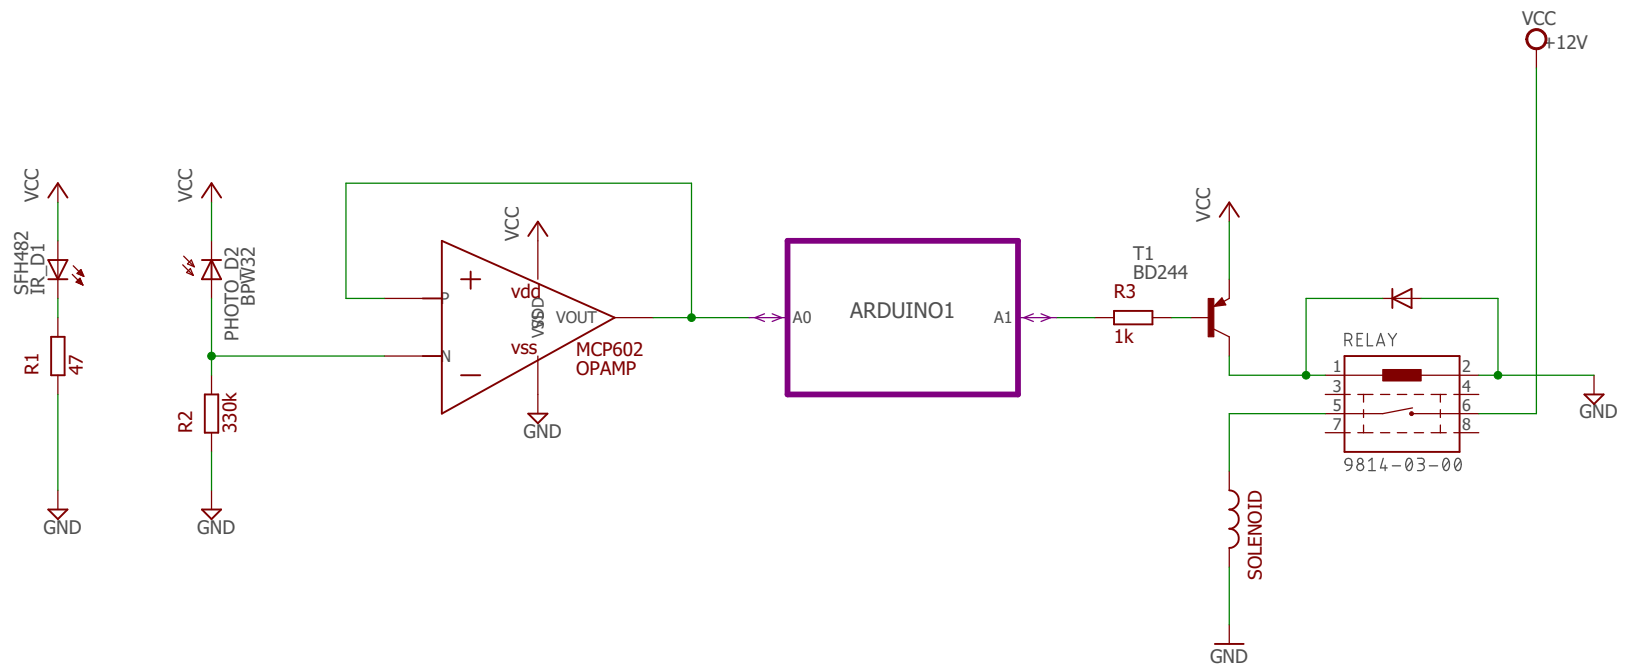 VCC
+12V
VCC
SFH482
IR_D1
R1
47
GND
VCC
PHOTO_D2
BPW32
R2
330k
GND
VCC
P
N
vdd
VDD
VSS
vss
VOUT
MCP602
OPAMP
GND
A0
ARDUINO1
A1
R3
1k
T1
BD244
VCC
RELAY
1
2
3
4
5
6
7
8
9814-03-00
GND
SOLENOID
GND